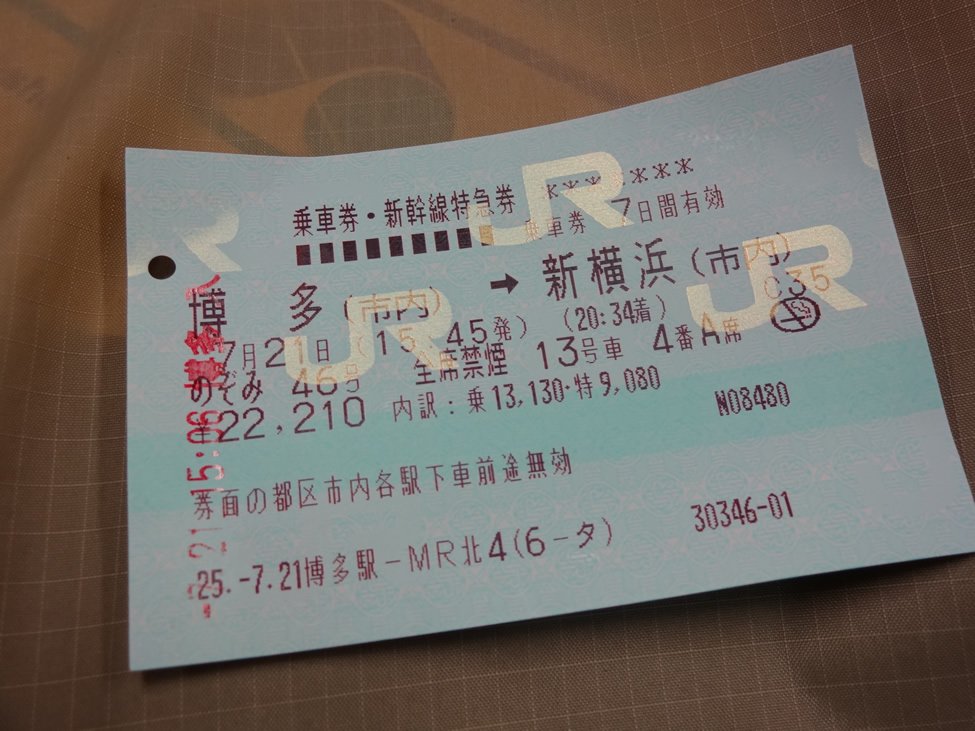 乗車券・新幹線特急券 ***-***
乗車券 7日間有効
博多(市内) ➡ 新横浜(市内)
C35
7月21日(15:45発) (20:34着)
のぞみ 46号 全席禁煙 13号車 4番A席
¥22,210 内訳:乗13,130・特9,080
N08480
券面の都区市内各駅下車前途無効
25.-7.21博多駅-MR北4(6-タ) 30346-01
JR
JR
JR
R